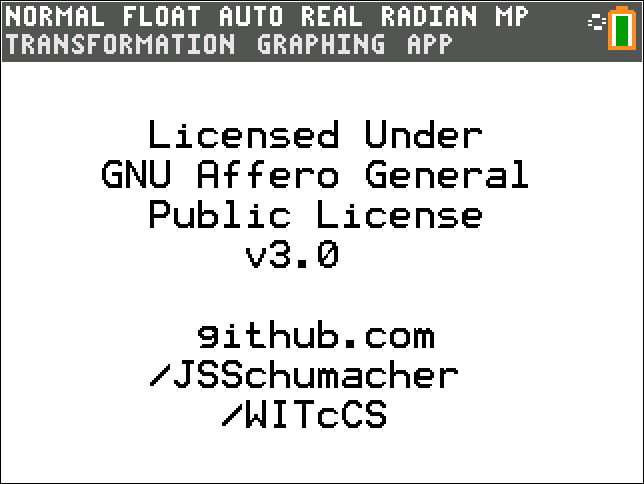 NORMAL FLOAT AUTO REAL RADIAN MP
TRANSFORMATION GRAPHING APP
Licensed Under
GNU Affero General
Public License
v3.0
github.com
/JSSchumacher
/WITcCS